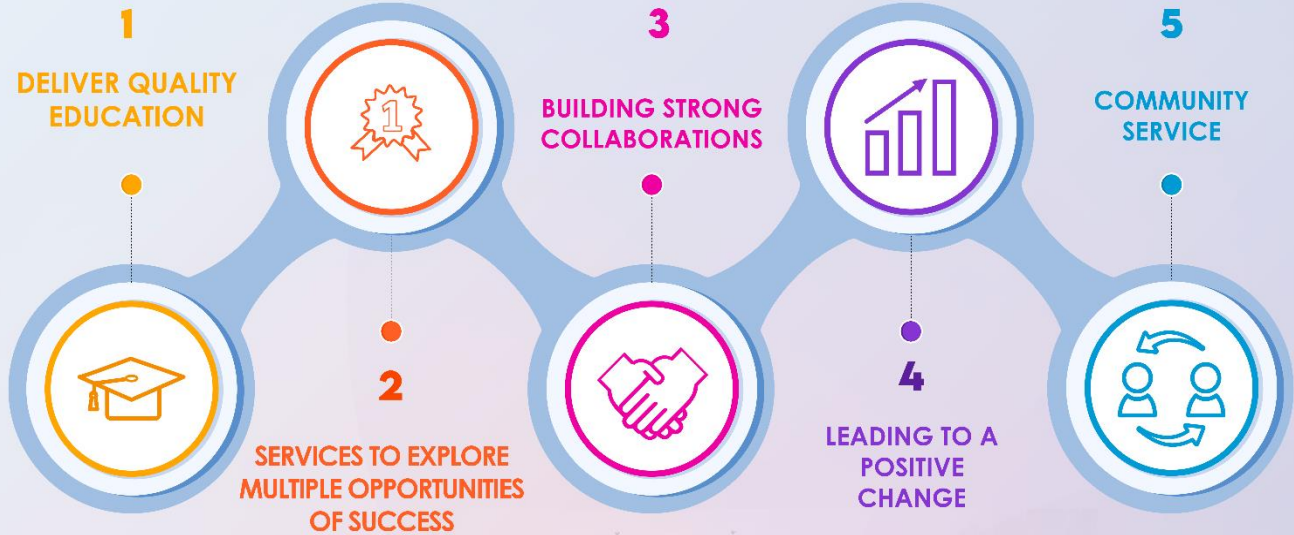 1
DELIVER QUALITY
EDUCATION
1
2
SERVICES TO EXPLORE
MULTIPLE OPPORTUNITIES
OF SUCCESS
3
BUILDING STRONG
COLLABORATIONS
4
LEADING TO A
POSITIVE
CHANGE
5
COMMUNITY
SERVICE